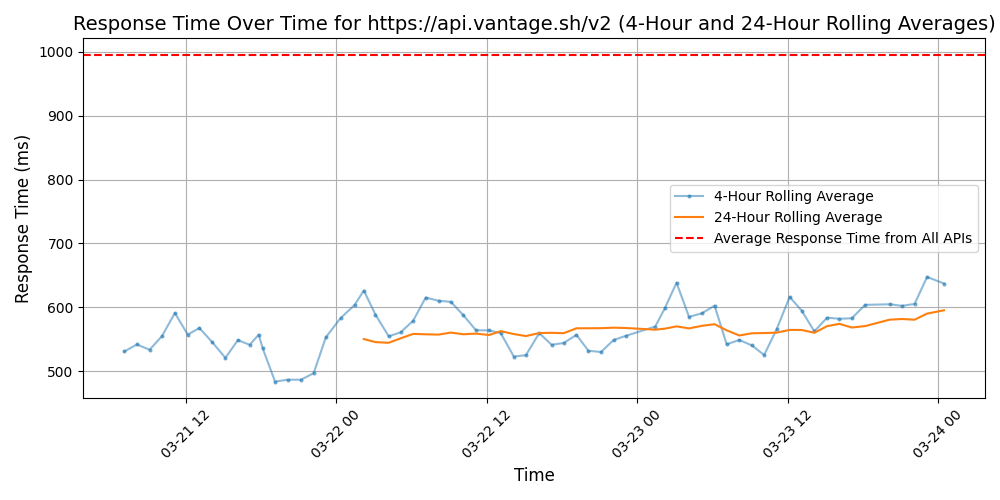 Response Time Over Time for https://api.vantage.sh/v2 (4-Hour and 24-Hour Rolling Averages)
Response Time (ms)
1000
900
800
700
600
500
4-Hour Rolling Average
24-Hour Rolling Average
Average Response Time from All APIs
03-21 12
03-22 00
03-22 12
03-23 00
03-23 12
03-24 00
Time